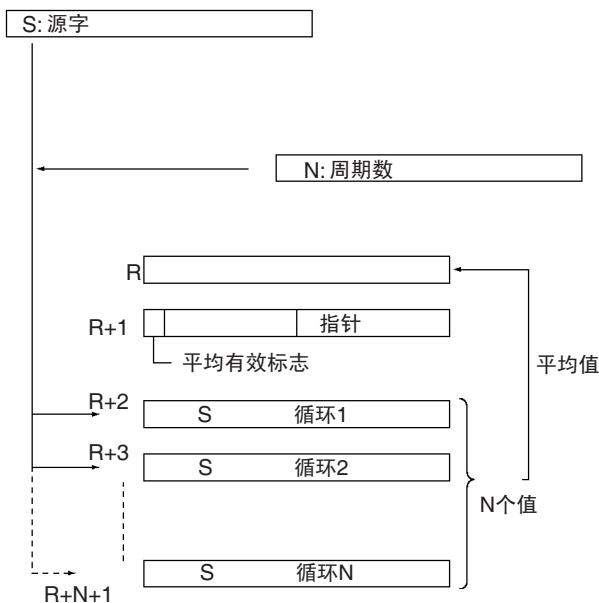 S: 源字
N: 周期数
R
R+1
指针
平均有效标志
平均值
R+2
S 循环1
R+3
S 循环2
N个值
S 循环N
R+N+1